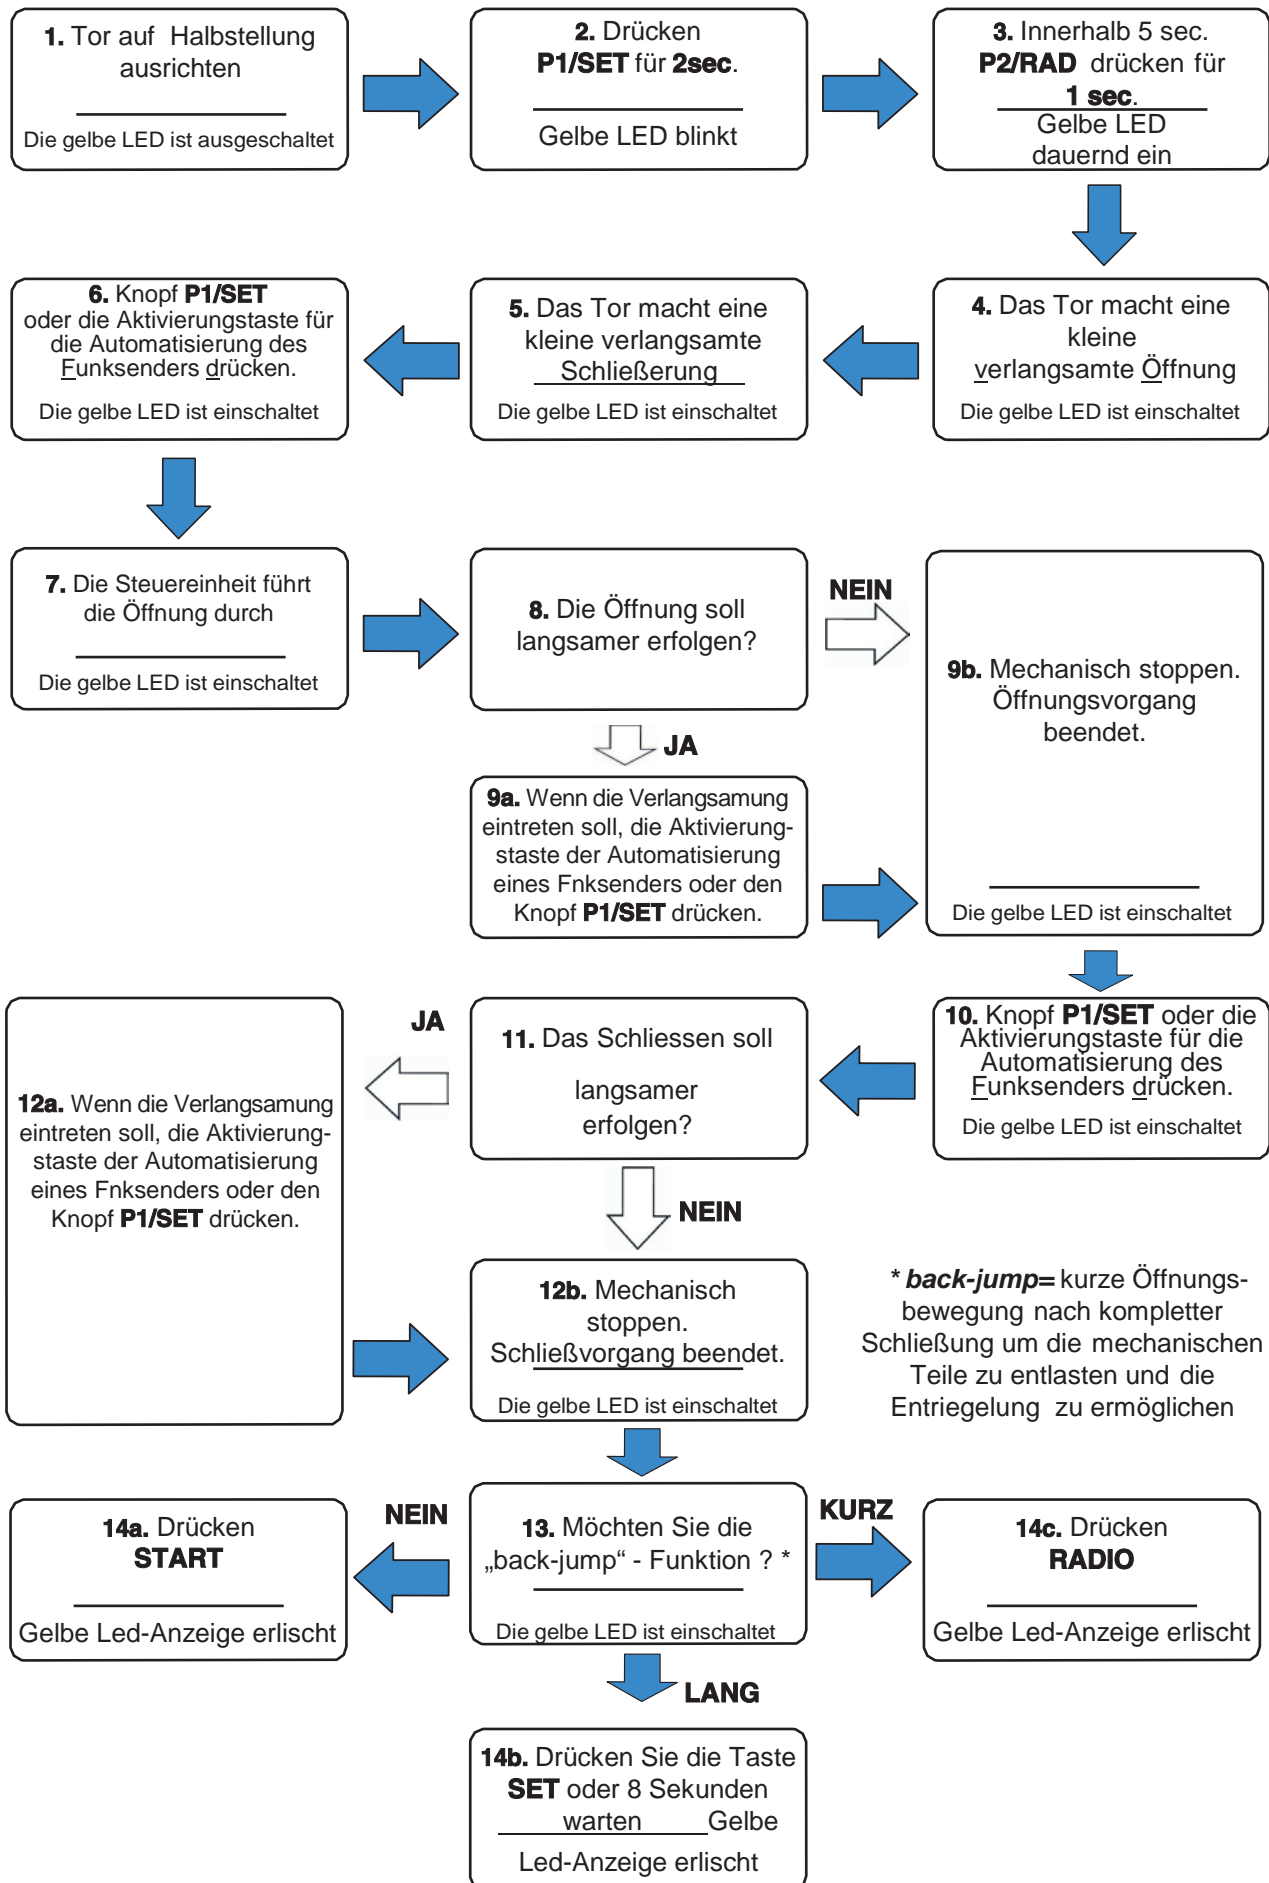 1. Tor auf Halbstellung
ausrichten
Die gelbe LED ist ausgeschaltet
2. Drücken
P1/SET für 2sec.
Gelbe LED blinkt
3. Innerhalb 5 sec.
P2/RAD drücken für
1 sec.
Gelbe LED
dauernd ein
4. Das Tor macht eine
kleine
verlangsamte Öffnung
Die gelbe LED ist einschaltet
5. Das Tor macht eine
kleine verlangsamte
Schließerung
Die gelbe LED ist einschaltet
6. Knopf P1/SET
oder die Aktivierungstaste für
die Automatisierung des
Funksenders drücken.
Die gelbe LED ist einschaltet
7. Die Steuereinheit führt
die Öffnung durch
Die gelbe LED ist einschaltet
8. Die Öffnung soll
langsamer erfolgen?
NEIN
JA
9a. Wenn die Verlangsamung
eintreten soll, die Aktivierung-
staste der Automatisierung
eines Fnksenders oder den
Knopf P1/SET drücken.
9b. Mechanisch stoppen.
Öffnungsvorgang
beendet.
Die gelbe LED ist einschaltet
10. Knopf P1/SET oder die
Aktivierungstaste für die
Automatisierung des
Funksenders drücken.
Die gelbe LED ist einschaltet
11. Das Schliessen soll
langsamer
erfolgen?
JA
NEIN
12a. Wenn die Verlangsamung
eintreten soll, die Aktivierung-
staste der Automatisierung
eines Fnksenders oder den
Knopf P1/SET drücken.
12b. Mechanisch
stoppen.
Schließvorgang beendet.
Die gelbe LED ist einschaltet
* back-jump= kurze Öffnungs-
bewegung nach kompletter
Schließung um die mechanischen
Teile zu entlasten und die
Entriegelung zu ermöglichen
13. Möchten Sie die
„back-jump“ - Funktion ? *
Die gelbe LED ist einschaltet
NEIN
KURZ
LANG
14a. Drücken
START
Gelbe Led-Anzeige erlischt
14c. Drücken
RADIO
Gelbe Led-Anzeige erlischt
14b. Drücken Sie die Taste
SET oder 8 Sekunden
warten Gelbe
Led-Anzeige erlischt